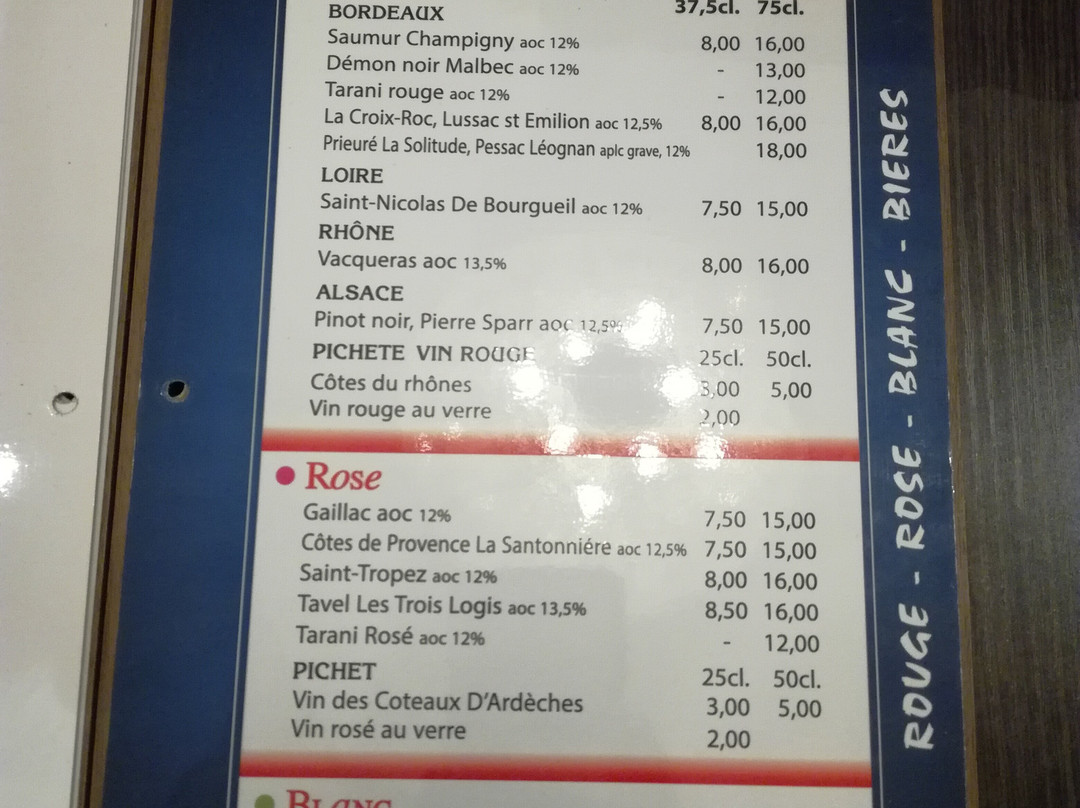 BORDEAUX 37,5cl. 75cl.
Saumur Champigny aoc 12% 8,00 16,00
Démon noir Malbec aoc 12% - 13,00
Tarani rouge aoc 12% - 12,00
La Croix-Roc, Lussac st Emilion aoc 12,5% 8,00 16,00
Prieuré La Solitude, Pessac Léognan aplc grave, 12% 18,00
LOIRE
Saint-Nicolas De Bourgueil aoc 12% 7,50 15,00
RHÔNE
Vacqueras aoc 13,5% 8,00 16,00
ALSACE
Pinot noir, Pierre Sparr aoc 12,5% 7,50 15,00
PICHETE VIN ROUGE 25cl. 50cl.
Côtes du rhônes 3,00 5,00
Vin rouge au verre 2,00
Rose
Gaillac aoc 12% 7,50 15,00
Côtes de Provence La Santonniére aoc 12,5% 7,50 15,00
Saint-Tropez aoc 12% 8,00 16,00
Tavel Les Trois Logis aoc 13,5% 8,50 16,00
Tarani Rosé aoc 12% - 12,00
PICHET 25cl. 50cl.
Vin des Coteaux D'Ardèches 3,00 5,00
Vin rosé au verre 2,00
BLANC
ROUGE - ROSE - BLANC - BIERES